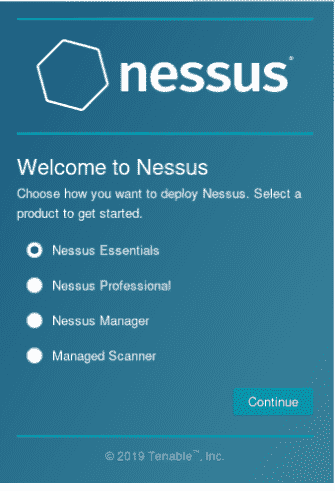 nessus®
Welcome to Nessus
Choose how you want to deploy Nessus. Select a
product to get started.
Nessus Essentials
Nessus Professional
Nessus Manager
Managed Scanner
Continue
© 2019 Tenable™, Inc.